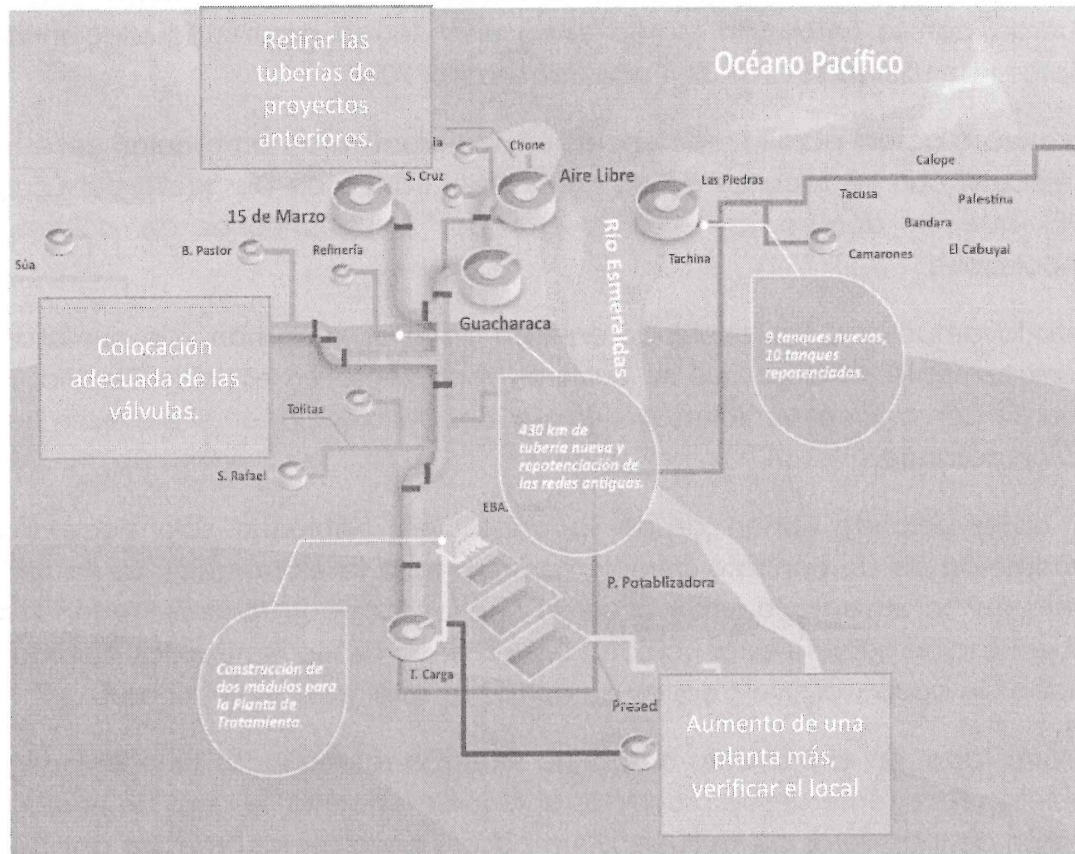 Retirar las
tuberías de
proyectos
anteriores.
Océano Pacífico
ia
Chone
S. Cruz
Aire Libre
15 de Marzo
Las Piedras
Calope
Tacusa
Palestina
Bandara
Camarones
El Cabuyal
B. Pastor
Refinería
Súa
Tachina
Río Esmeraldas
Guacharaca
Colocación
adecuada de las
válvulas.
9 tanques nuevos,
10 tanques
repotenciados.
Tolitas
S. Rafael
430 km de
tubería nueva y
repotenciación de
las redes antiguas.
EBA.
P. Potablizadora
T. Carga
Construcción de
dos módulos para
la Planta de
Tratamiento.
Presed
Aumento de una
planta más,
verificar el local